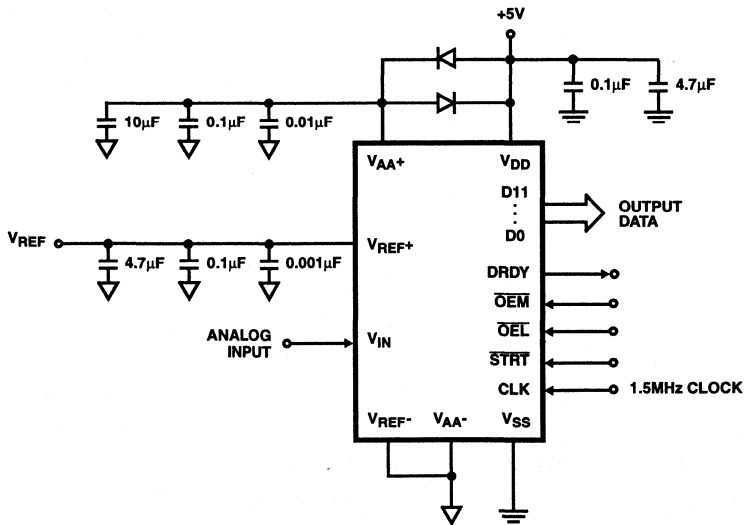 +5V
0.1μF
4.7μF
10μF
0.1μF
0.01μF
VAA+
VDD
D11
D0
OUTPUT
DATA
VREF
VREF+
4.7μF
0.1μF
0.001μF
DRDY
OEM
OEL
ANALOG
INPUT
VIN
STRT
CLK
1.5MHz CLOCK
VREF-
VAA-
VSS